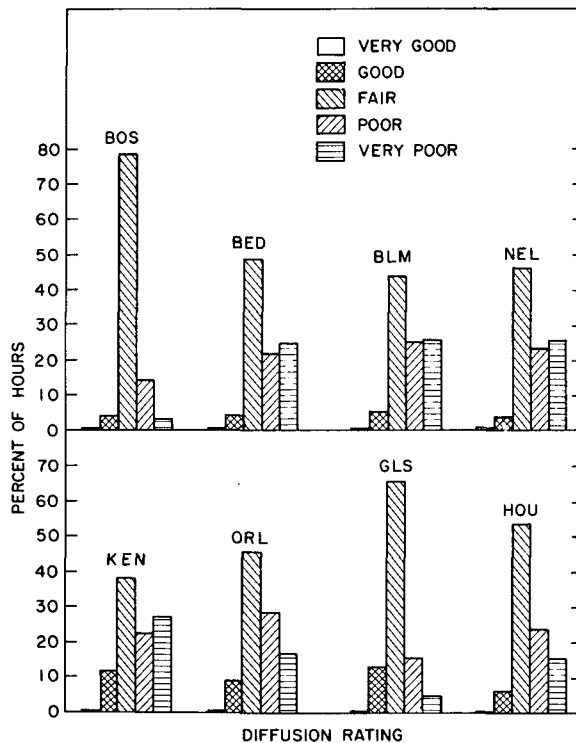 VERY GOOD
GOOD
FAIR
POOR
VERY POOR
BOS
BED
BLM
NEL
80
70
60
50
40
30
20
10
0
PERCENT OF HOURS
KEN
ORL
GLS
HOU
70
60
50
40
30
20
10
0
DIFFUSION RATING